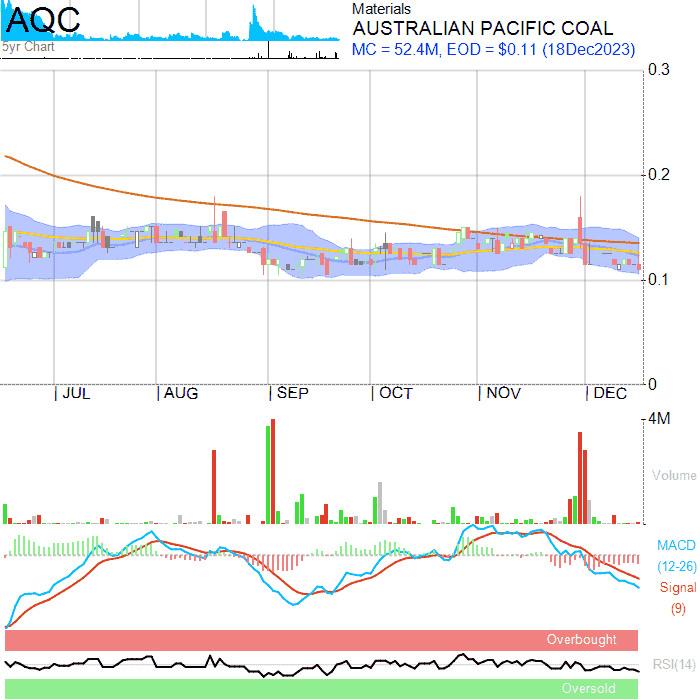 AQC
5yr Chart
Materials
AUSTRALIAN PACIFIC COAL
MC = 52.4M, EOD = $0.11 (18Dec2023)
0.3
0.2
0.1
0
JUL AUG SEP OCT NOV DEC
4M
Volume
MACD
(12-26)
Signal
(9)
Overbought
RSI(14)
Oversold